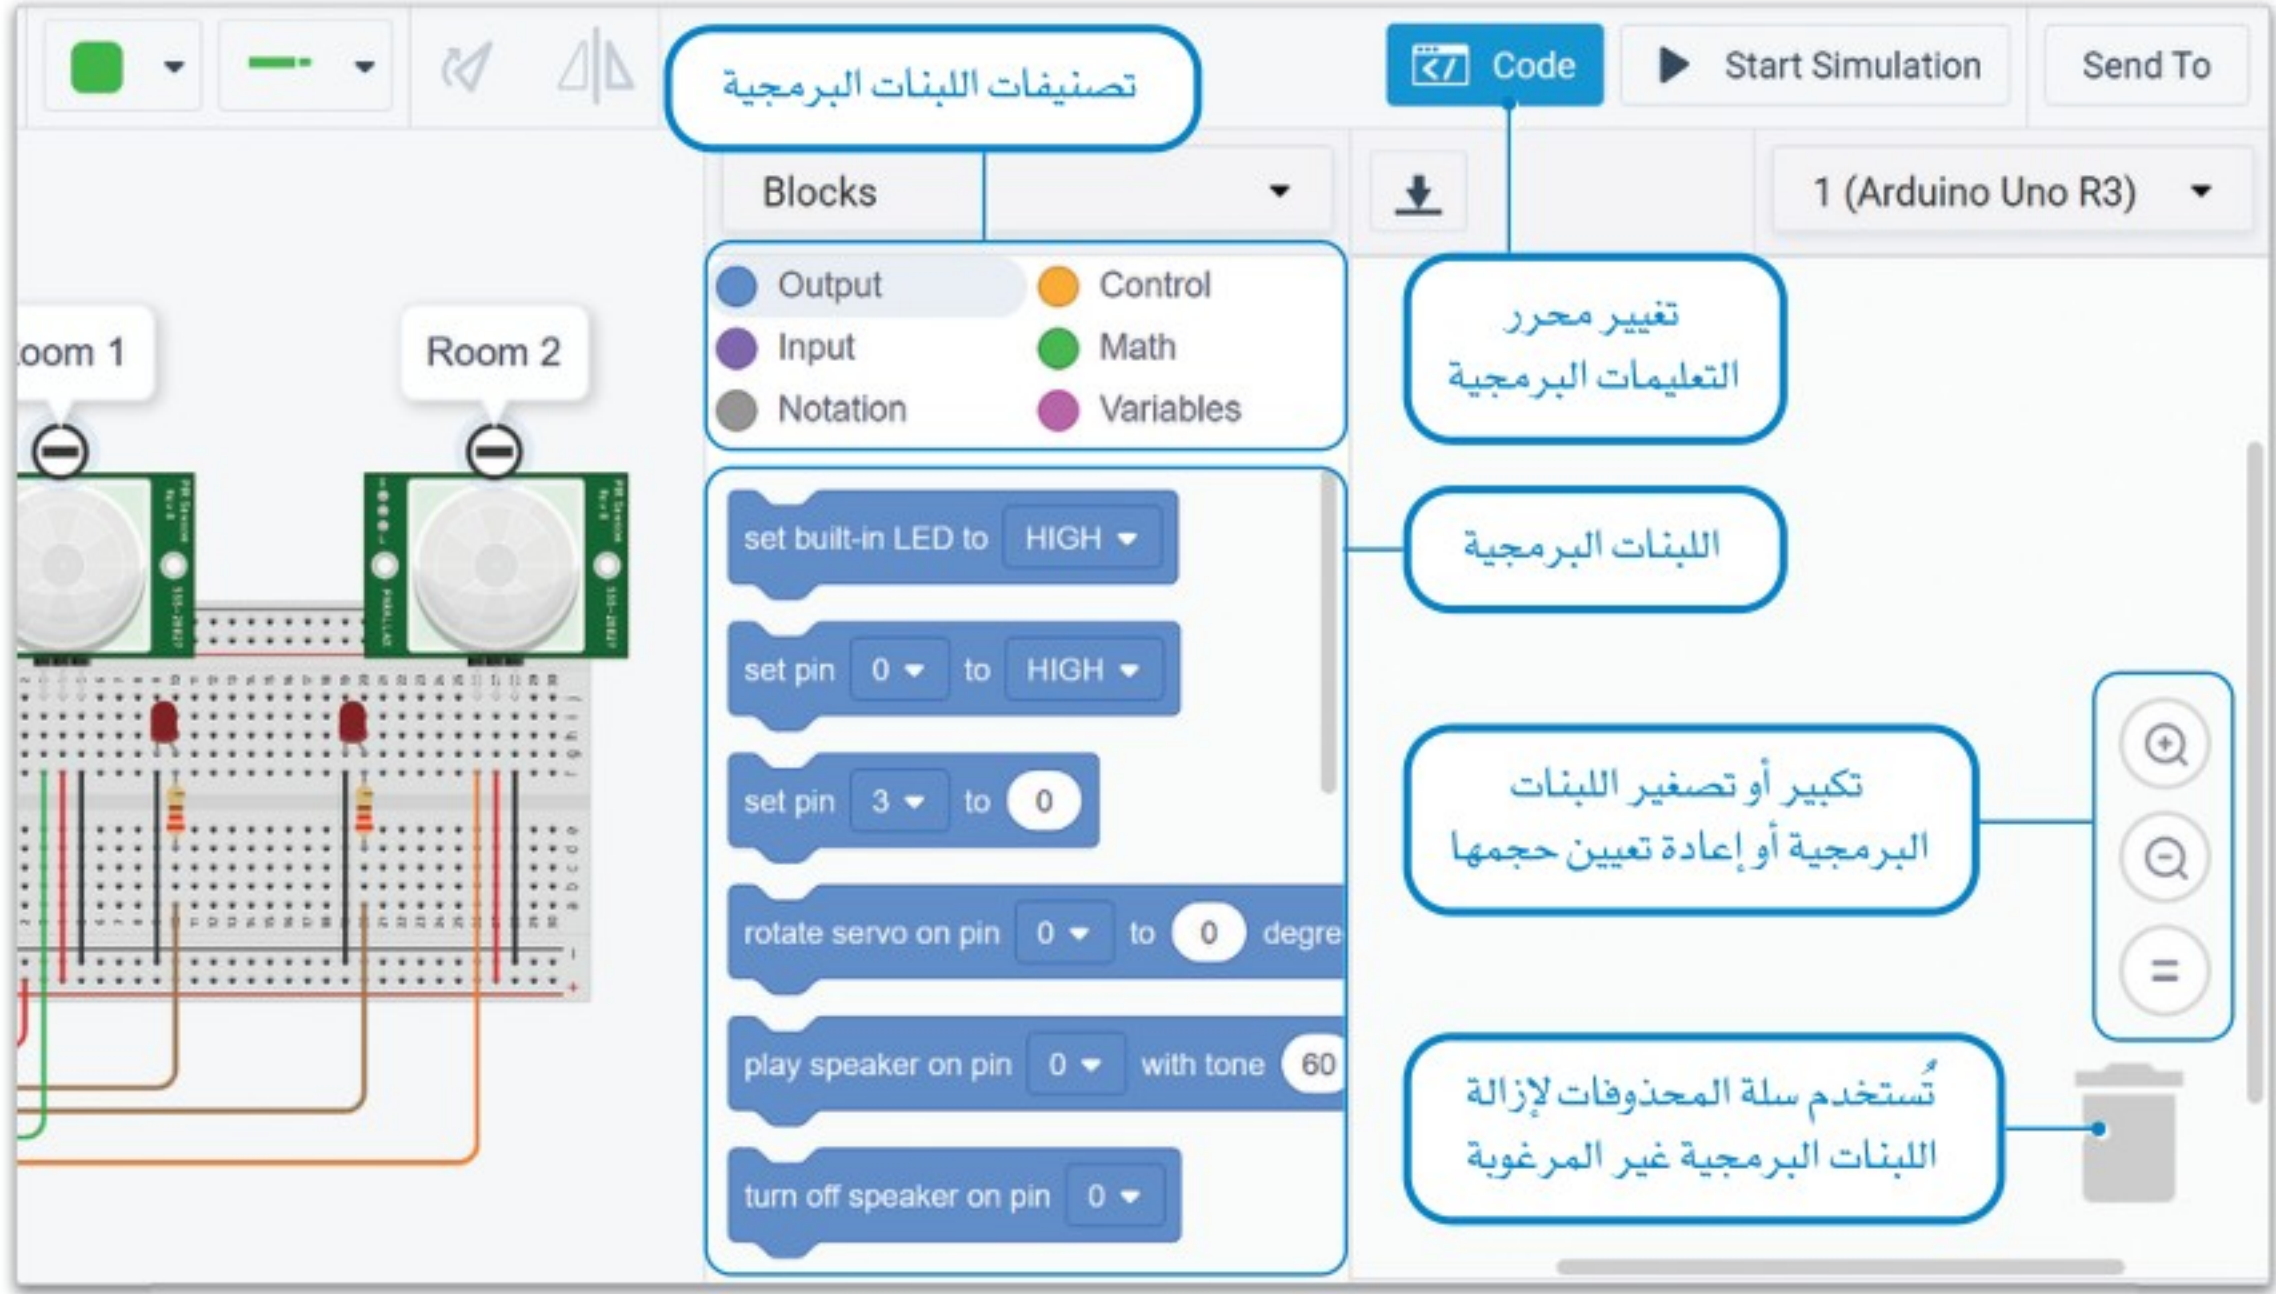 تصنيفات اللبنات البرمجية
Code
Start Simulation
Send To
Blocks
1 (Arduino Uno R3)
Output
Control
Input
Math
Notation
Variables
تغيير محرر
التعليمات البرمجية
oom 1
Room 2
set built-in LED to HIGH
set pin 0 to HIGH
set pin 3 to 0
rotate servo on pin 0 to 0 degre
play speaker on pin 0 with tone 60
turn off speaker on pin 0
اللبنات البرمجية
تكبير أو تصغير اللبنات
البرمجية أو إعادة تعيين حجمها
تُستخدم سلة المحذوفات لإزالة
اللبنات البرمجية غير المرغوبة